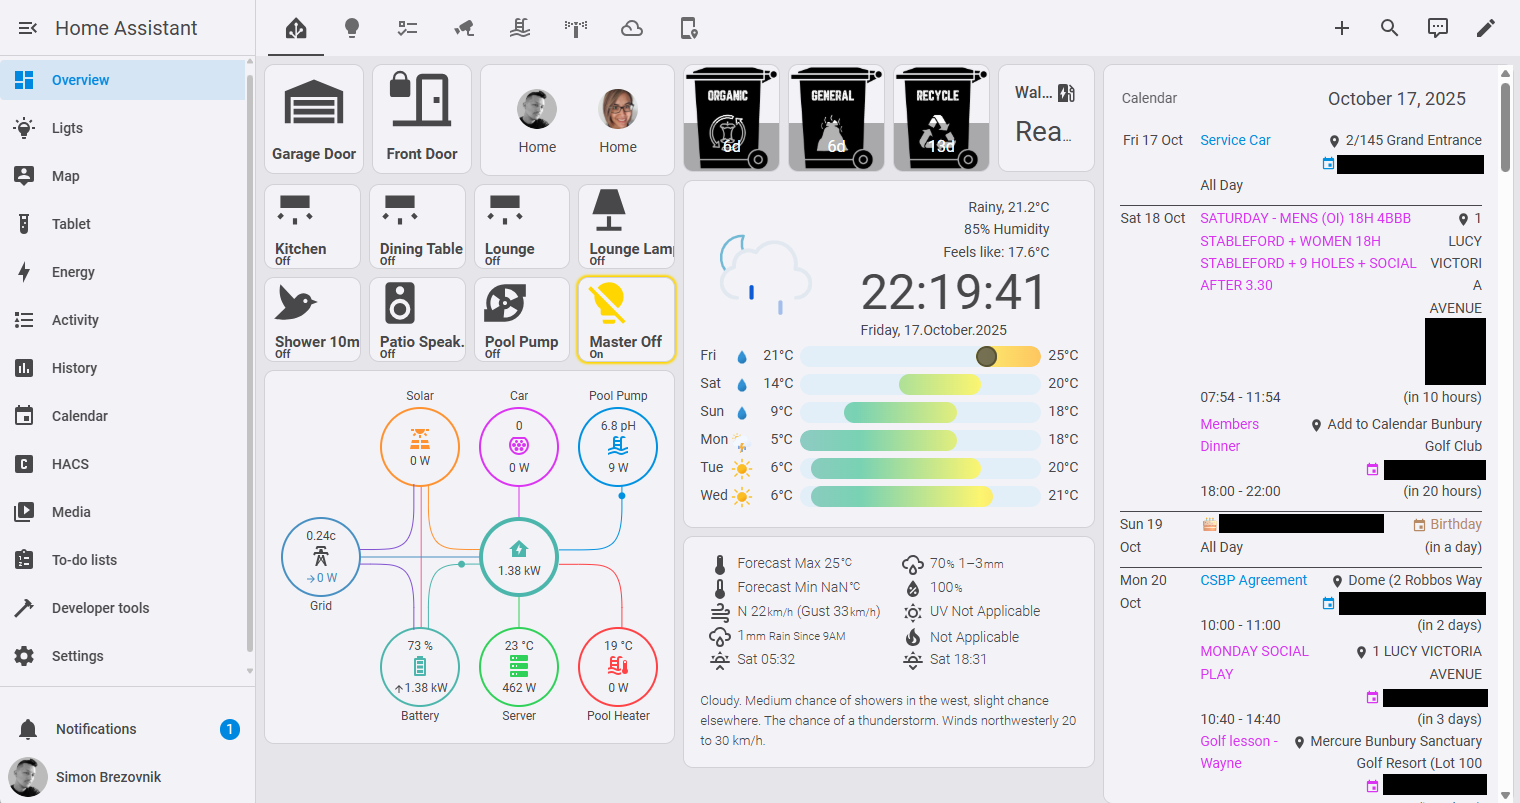 Home Assistant
Overview
Ligts
Map
Tablet
Energy
Activity
History
Calendar
HACS
Media
To-do lists
Developer tools
Settings
Notifications
1
Simon Brezovnik
Garage Door
Front Door
Home
Home
ORGANIC
6d
GENERAL
6d
RECYCLE
13d
Wal...
Rea...
Kitchen
Off
Dining Table
Off
Lounge
Off
Lounge Lam
Off
Shower 10m
Off
Patio Speak.
Off
Pool Pump
Off
Master Off
On
Solar
0 W
Car
0
0 W
Pool Pump
6.8 pH
9 W
0.24c
→0 W
Grid
1.38 kW
73 %
↑1.38 kW
Battery
23 °C
462 W
Server
19 °C
0 W
Pool Heater
Rainy, 21.2°C
85% Humidity
Feels like: 17.6°C
22:19:41
Friday, 17.October.2025
Fri 21°C 25°C
Sat 14°C 20°C
Sun 9°C 18°C
Mon 5°C 18°C
Tue 6°C 20°C
Wed 6°C 21°C
Forecast Max 25°C
70% 1–3mm
Forecast Min NaN°C
100%
N 22km/h (Gust 33km/h)
UV Not Applicable
1mm Rain Since 9AM
Not Applicable
Sat 05:32
Sat 18:31
Cloudy. Medium chance of showers in the west, slight chance
elsewhere. The chance of a thunderstorm. Winds northwesterly 20
to 30 km/h.
Calendar
October 17, 2025
Fri 17 Oct
Service Car
2/145 Grand Entrance
All Day
Sat 18 Oct
SATURDAY - MENS (OI) 18H 4BBB
STABLEFORD + WOMEN 18H
STABLEFORD + 9 HOLES + SOCIAL
AFTER 3.30
1
LUCY
VICTORI
A
AVENUE
07:54 - 11:54
(in 10 hours)
Members
Dinner
Add to Calendar Bunbury
Golf Club
18:00 - 22:00
(in 20 hours)
Sun 19
Oct
Birthday
All Day
(in a day)
Mon 20
Oct
CSBP Agreement
Dome (2 Robbos Way
10:00 - 11:00
(in 2 days)
MONDAY SOCIAL
PLAY
1 LUCY VICTORIA
AVENUE
10:40 - 14:40
(in 3 days)
Golf lesson -
Wayne
Mercure Bunbury Sanctuary
Golf Resort (Lot 100